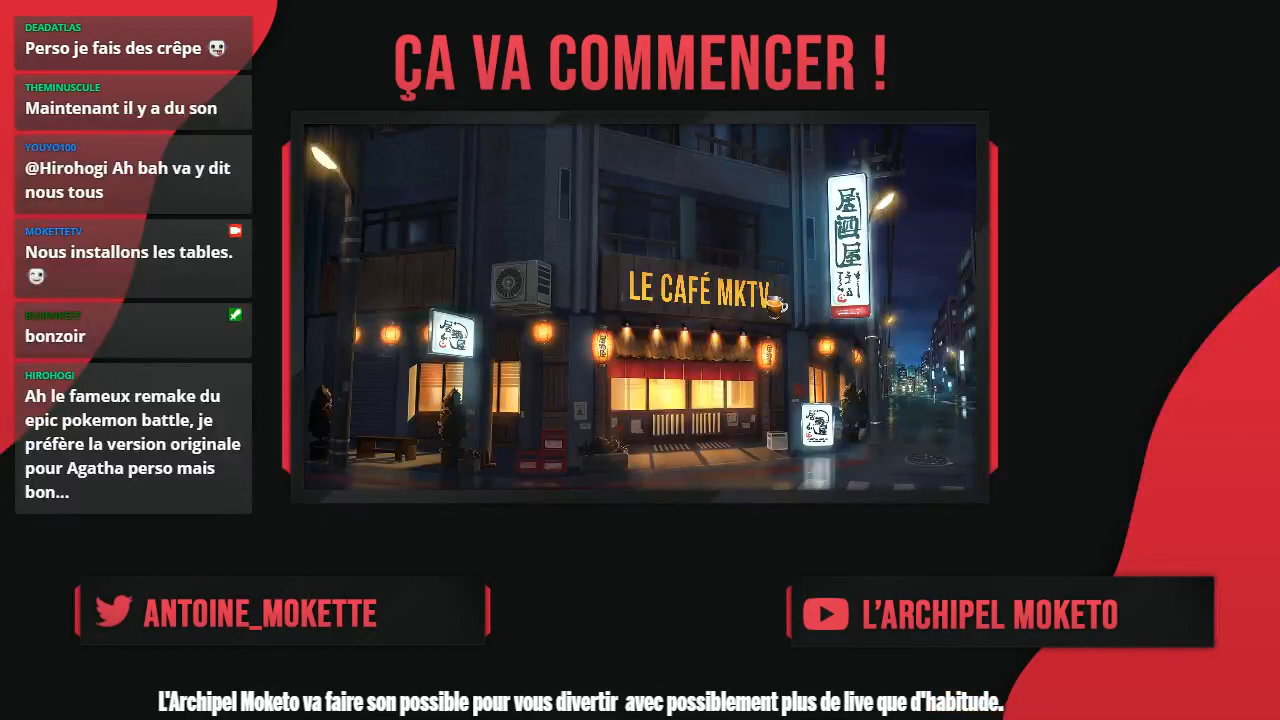 DEADATLAS
Perso je fais des crêpe
THEMINUSCULE
Maintenant il y a du son
YOUYO100
@Hirohogi Ah bah va y dit
nous tous
MOKETTETV
Nous installons les tables.
bonzoir
HIROHOGI
Ah le fameux remake du
epic pokemon battle, je
préfère la version originale
pour Agatha perso mais
bon...
ÇA VA COMMENCER !
LE CAFÉ MKTV
居酒屋
ANTOINE_MOKETTE
L’ARCHIPEL MOKETO
L'Archipel Moketo va faire son possible pour vous divertir  avec possiblement plus de live que d'habitude.